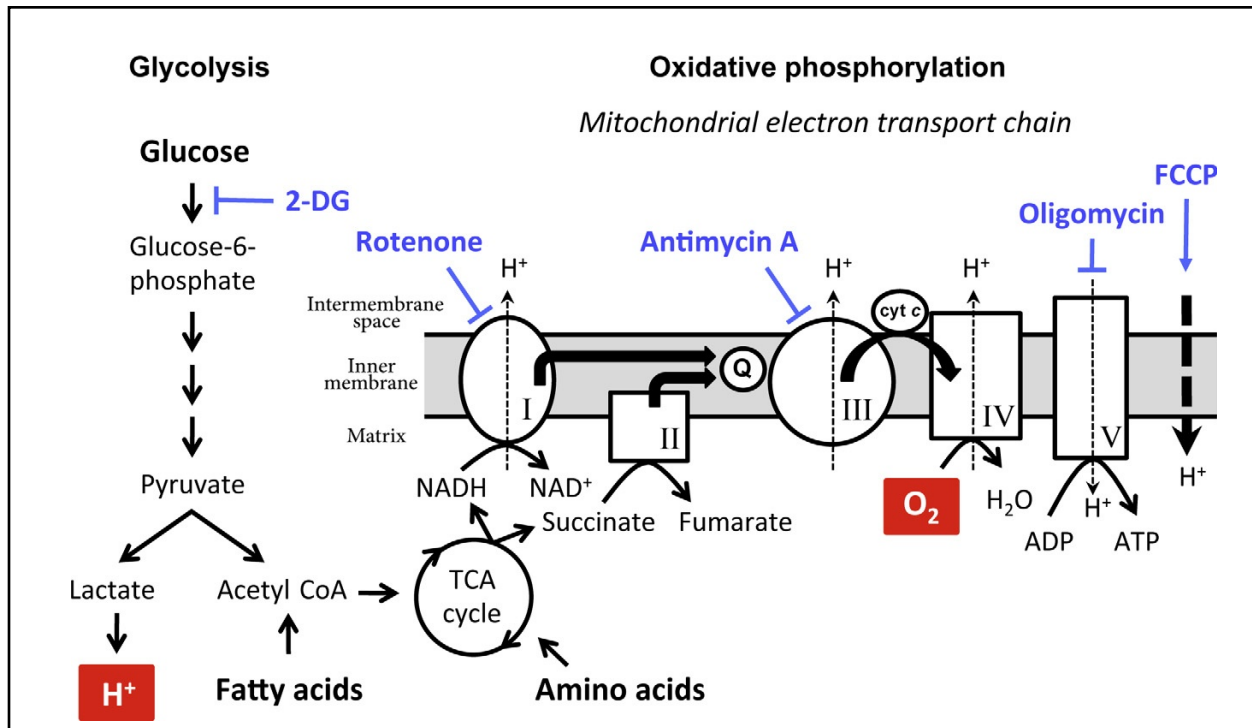 Glycolysis
Oxidative phosphorylation
Mitochondrial electron transport chain
Glucose
2-DG
Glucose-6-
phosphate
Pyruvate
Lactate
Acetyl CoA
H⁺
Fatty acids
Amino acids
TCA
cycle
Rotenone
Antimycin A
Oligomycin
FCCP
H⁺
H⁺
H⁺
Intermembrane
space
Inner
membrane
Matrix
I
II
Q
III
cyt c
IV
V
NADH
NAD⁺
Succinate
Fumarate
O₂
H₂O
ADP
H⁺
ATP
H⁺